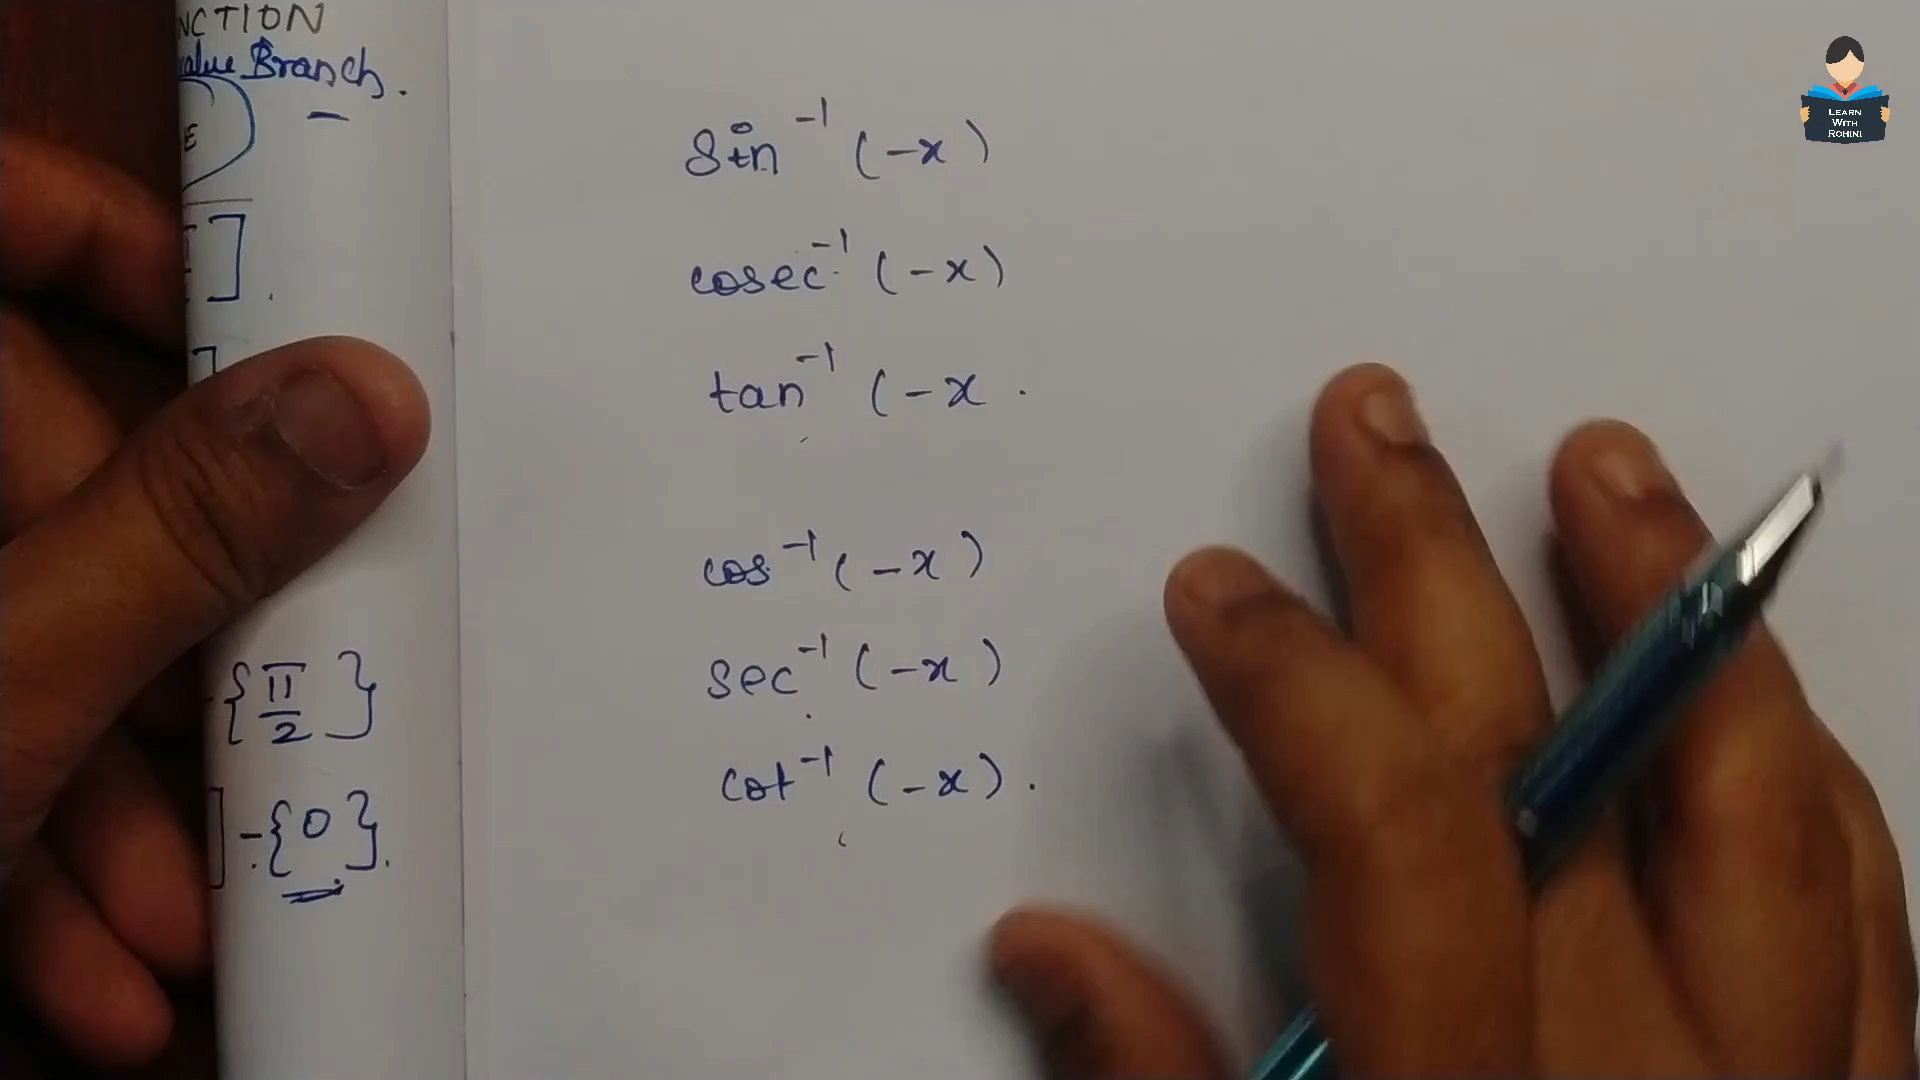 NCTION
value Branch.
E
]
]
-{π/2}
]-{0}.
sin⁻¹ (-x)
cosec⁻¹ (-x)
tan⁻¹ (-x .
cos⁻¹ (-x)
sec⁻¹ (-x)
cot⁻¹ (-x).
LEARN
WITH
ROHINI